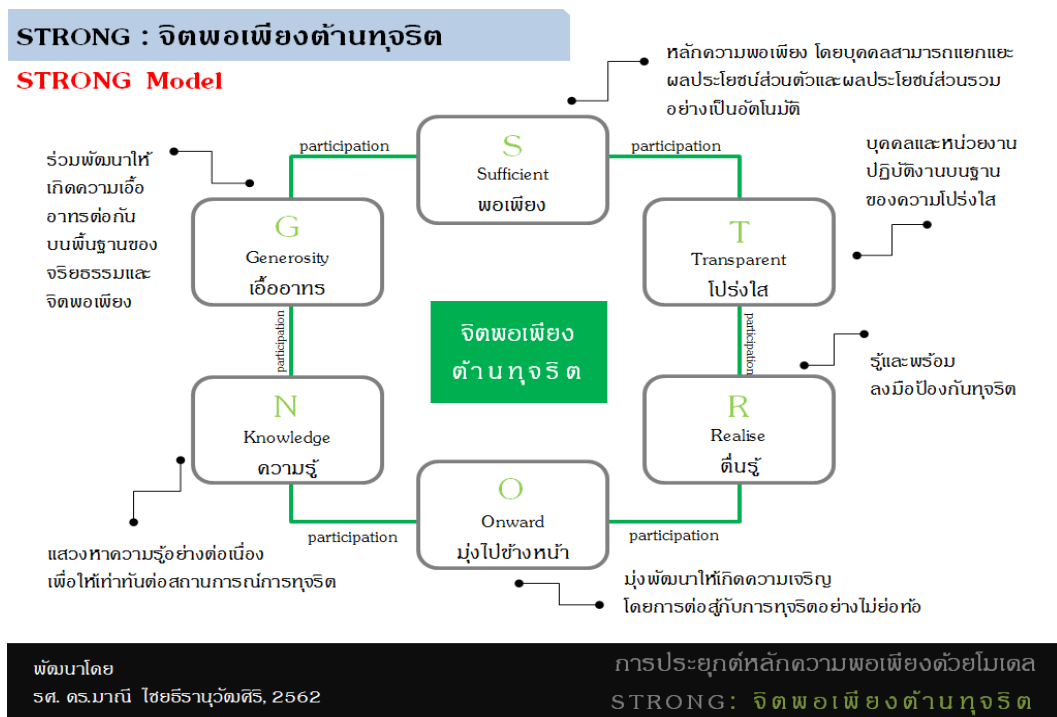 STRONG : จิตพอเพียงต้านทุจริต
STRONG Model
หลักความพอเพียง โดยบุคคลสามารถแยกแยะ
ผลประโยชน์ส่วนตัวและผลประโยชน์ส่วนรวม
อย่างเป็นอัตโนมัติ
participation
S
Sufficient
พอเพียง
participation
บุคคลและหน่วยงาน
ปฏิบัติงานบนฐาน
ของความโปร่งใส
ร่วมพัฒนาให้
เกิดความเอื้อ
อาทรต่อกัน
บนพื้นฐานของ
จริยธรรมและ
จิตพอเพียง
G
Generosity
เอื้ออาทร
T
Transparent
โปร่งใส
participation
จิตพอเพียง
ต้านทุจริต
participation
รู้และพร้อม
ลงมือป้องกันทุจริต
N
Knowledge
ความรู้
R
Realise
ตื่นรู้
O
Onward
มุ่งไปข้างหน้า
participation
participation
แสวงหาความรู้อย่างต่อเนื่อง
เพื่อให้เท่าทันต่อสถานการณ์การทุจริต
มุ่งพัฒนาให้เกิดความเจริญ
โดยการต่อสู้กับการทุจริตอย่างไม่ย่อท้อ
พัฒนาโดย
รศ. ดร.มาณี ไชยธีรานุวัฒศิริ, 2562
การประยุกต์หลักความพอเพียงด้วยโมเดล
STRONG: จิตพอเพียงต้านทุจริต